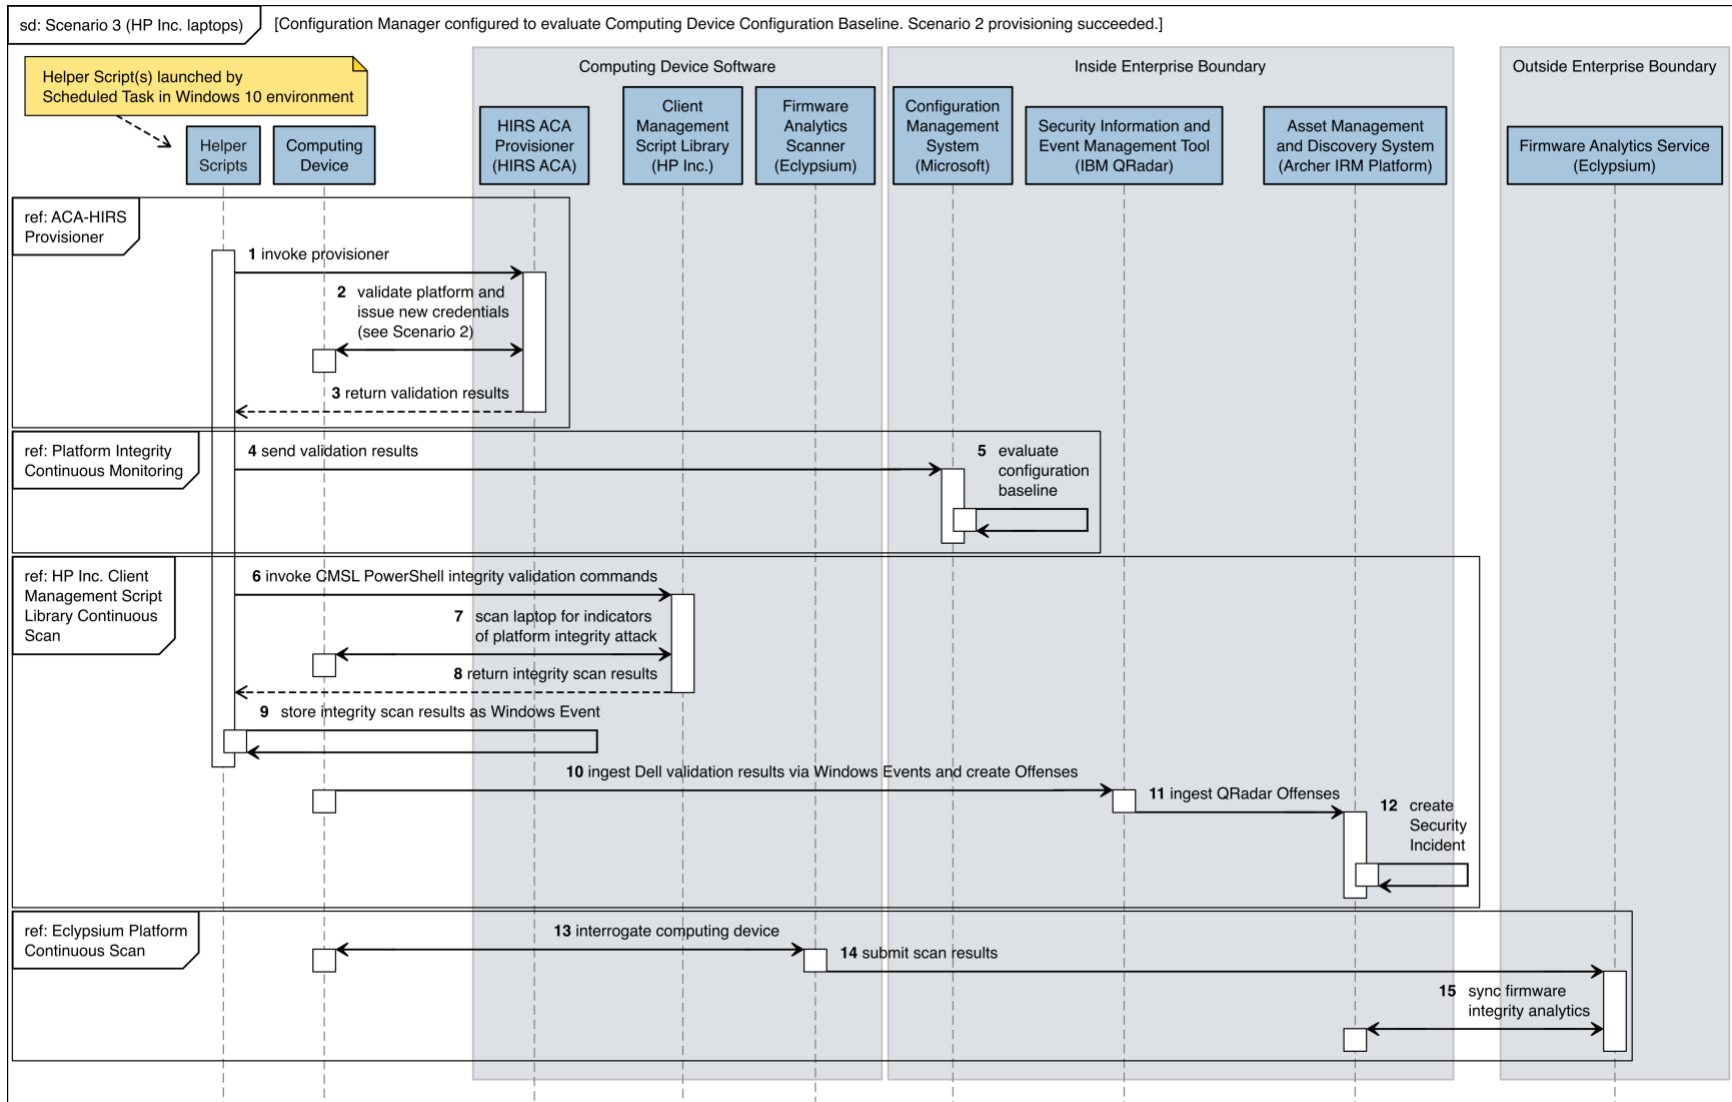 sd: Scenario 3 (HP Inc. laptops)
[Configuration Manager configured to evaluate Computing Device Configuration Baseline. Scenario 2 provisioning succeeded.]
Helper Script(s) launched by
Scheduled Task in Windows 10 environment
Computing Device Software
Inside Enterprise Boundary
Outside Enterprise Boundary
Helper
Scripts
Computing
Device
HIRS ACA
Provisioner
(HIRS ACA)
Client
Management
Script Library
(HP Inc.)
Firmware
Analytics
Scanner
(Eclypsium)
Configuration
Management
System
(Microsoft)
Security Information and
Event Management Tool
(IBM QRadar)
Asset Management
and Discovery System
(Archer IRM Platform)
Firmware Analytics Service
(Eclypsium)
ref: ACA-HIRS
Provisioner
1 invoke provisioner
2 validate platform and
issue new credentials
(see Scenario 2)
3 return validation results
ref: Platform Integrity
Continuous Monitoring
4 send validation results
5 evaluate
configuration
baseline
ref: HP Inc. Client
Management Script
Library Continuous
Scan
6 invoke CMSL PowerShell integrity validation commands
7 scan laptop for indicators
of platform integrity attack
8 return integrity scan results
9 store integrity scan results as Windows Event
10 ingest Dell validation results via Windows Events and create Offenses
11 ingest QRadar Offenses
12 create
Security
Incident
ref: Eclypsium Platform
Continuous Scan
13 interrogate computing device
14 submit scan results
15 sync firmware
integrity analytics